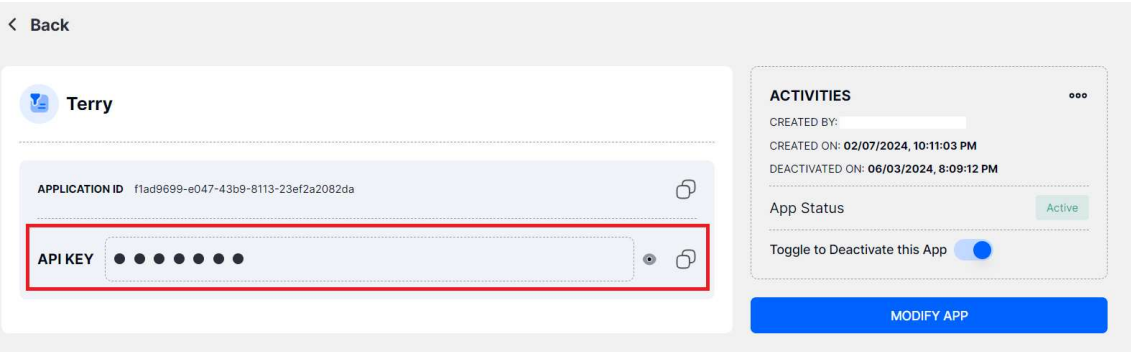 Back
Terry
APPLICATION ID f1ad9699-e047-43b9-8113-23ef2a2082da
API KEY
ACTIVITIES
CREATED BY:
CREATED ON: 02/07/2024, 10:11:03 PM
DEACTIVATED ON: 06/03/2024, 8:09:12 PM
App Status Active
Toggle to Deactivate this App
MODIFY APP